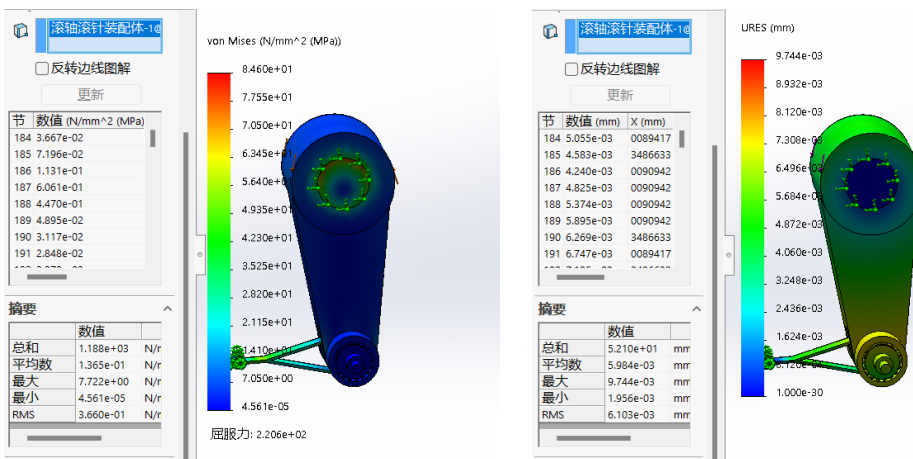 滚轴滚针装配体-1@
反转边线图解
更新
节 数值 (N/mm^2 (MPa)
184 3.667e-02
185 7.196e-02
186 1.131e-01
187 6.061e-01
188 4.470e-01
189 4.895e-02
190 3.117e-02
191 2.848e-02
摘要
数值
总和 1.188e+03 N/r
平均数 1.365e-01 N/r
最大 7.722e+00 N/r
最小 4.561e-05 N/r
RMS 3.660e-01 N/r
von Mises (N/mm^2 (MPa))
8.460e+01
7.755e+01
7.050e+01
6.345e+01
5.640e+01
4.935e+01
4.230e+01
3.525e+01
2.820e+01
2.115e+01
1.410e+01
7.050e+00
4.561e-05
屈服力: 2.206e+02
滚轴滚针装配体-1@
反转边线图解
更新
节 数值 (mm) X (mm)
184 5.055e-03 0089417
185 4.583e-03 3486633
186 4.240e-03 0090942
187 4.825e-03 0090942
188 5.374e-03 0090942
189 5.895e-03 0090942
190 6.269e-03 3486633
191 6.747e-03 0089417
摘要
数值
总和 5.210e+01 mm
平均数 5.984e-03 mm
最大 9.744e-03 mm
最小 1.956e-03 mm
RMS 6.103e-03 mm
URES (mm)
9.744e-03
8.932e-03
8.120e-03
7.308e-03
6.496e-03
5.684e-03
4.872e-03
4.060e-03
3.248e-03
2.436e-03
1.624e-03
8.120e-04
1.000e-30